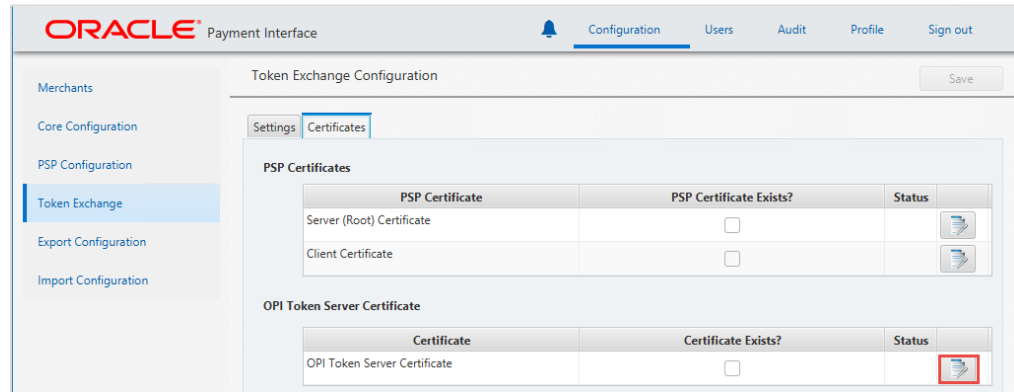 ORACLE® Payment Interface
Configuration Users Audit Profile Sign out
Token Exchange Configuration
Save
Merchants
Core Configuration
PSP Configuration
Token Exchange
Export Configuration
Import Configuration
Settings Certificates
PSP Certificates
PSP Certificate PSP Certificate Exists? Status
Server (Root) Certificate
Client Certificate
OPI Token Server Certificate
Certificate Certificate Exists? Status
OPI Token Server Certificate